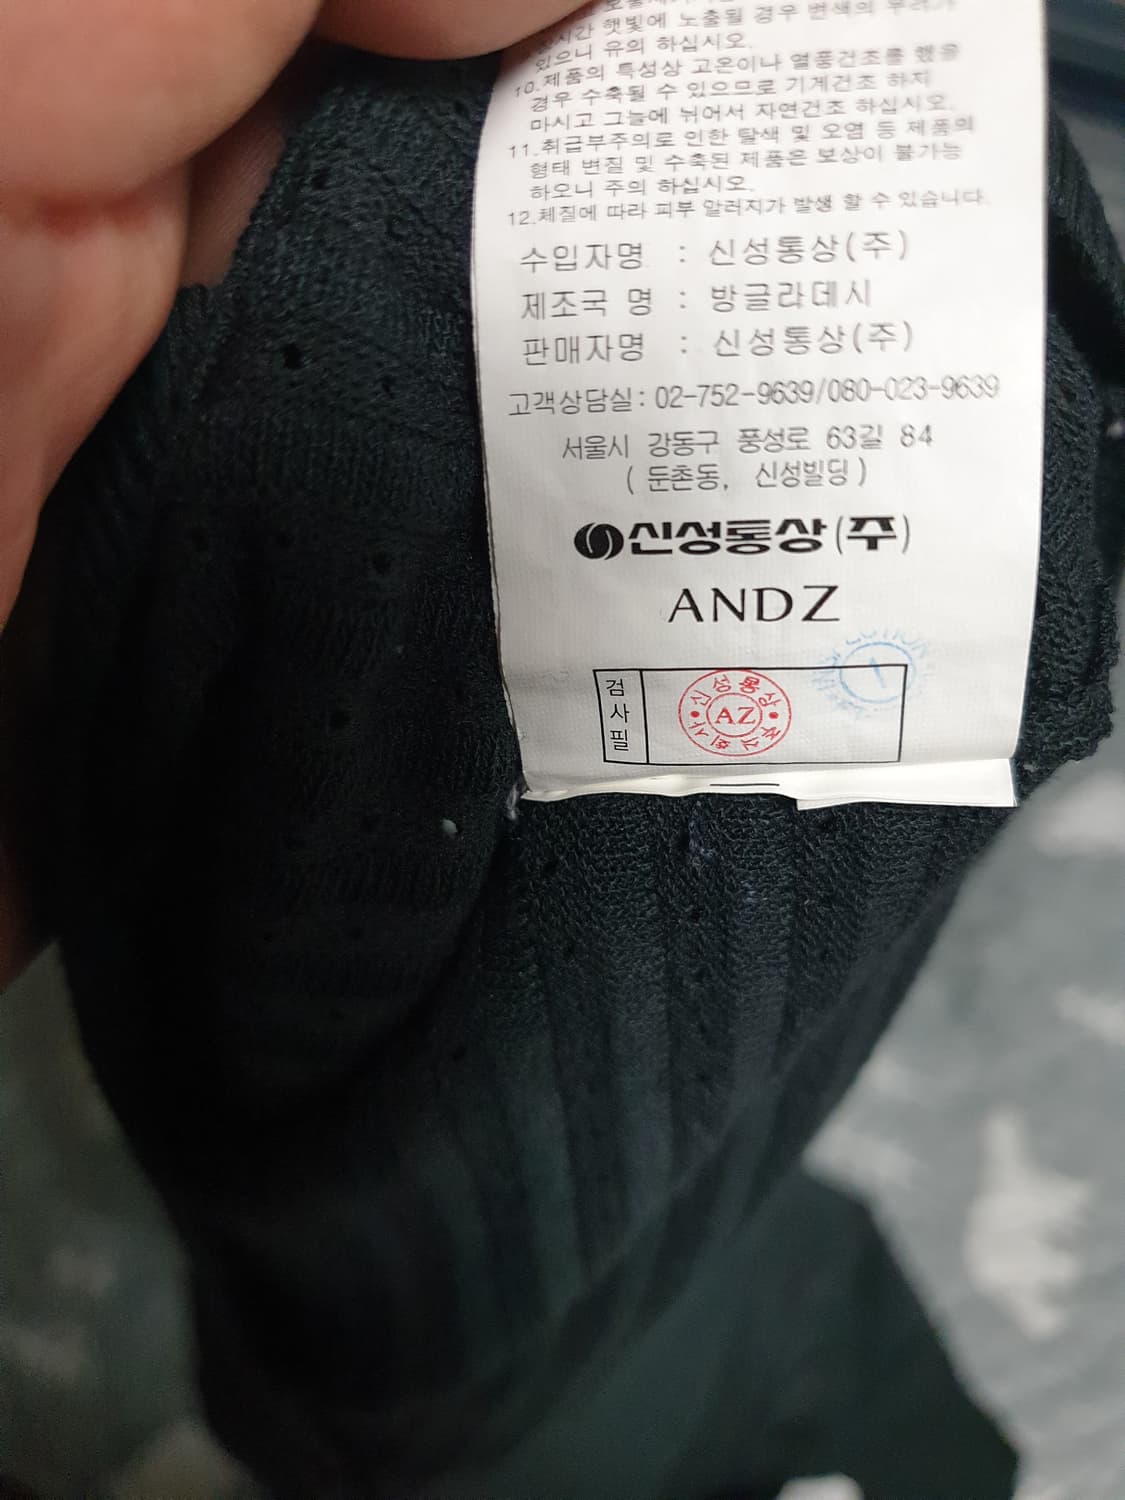 햇빛에 노출될 경우 변색의 우려가
있으니 유의 하십시오.
10.제품의 특성상 고온이나 열풍건조를 했을
경우 수축될 수 있으므로 기계건조 하지
마시고 그늘에 뉘어서 자연건조 하십시오.
11.취급부주의로 인한 탈색 및 오염 등 제품의
형태 변질 및 수축된 제품은 보상이 불가능
하오니 주의 하십시오.
12.체질에 따라 피부 알러지가 발생 할 수 있습니다.
수입자명 : 신성통상(주)
제조국 명 : 방글라데시
판매자명 : 신성통상(주)
고객상담실: 02-752-9639/080-023-9639
서울시 강동구 풍성로 63길 84
( 둔촌동, 신성빌딩 )
신성통상(주)
ANDZ
검사필
신성통상
AZ
주식회사